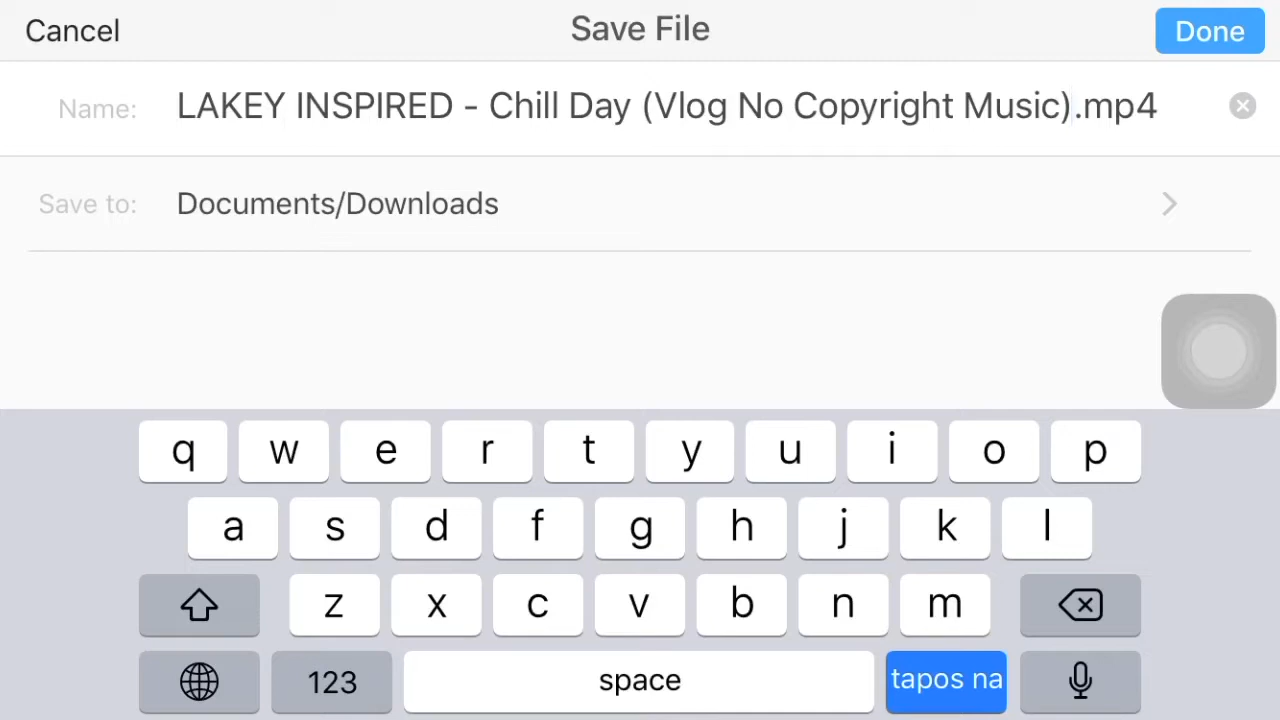 Cancel Save File Done
Name: LAKEY INSPIRED - Chill Day (Vlog No Copyright Music).mp4
Save to: Documents/Downloads
q w e r t y u i o p
a s d f g h j k l
z x c v b n m
123 space tapos na